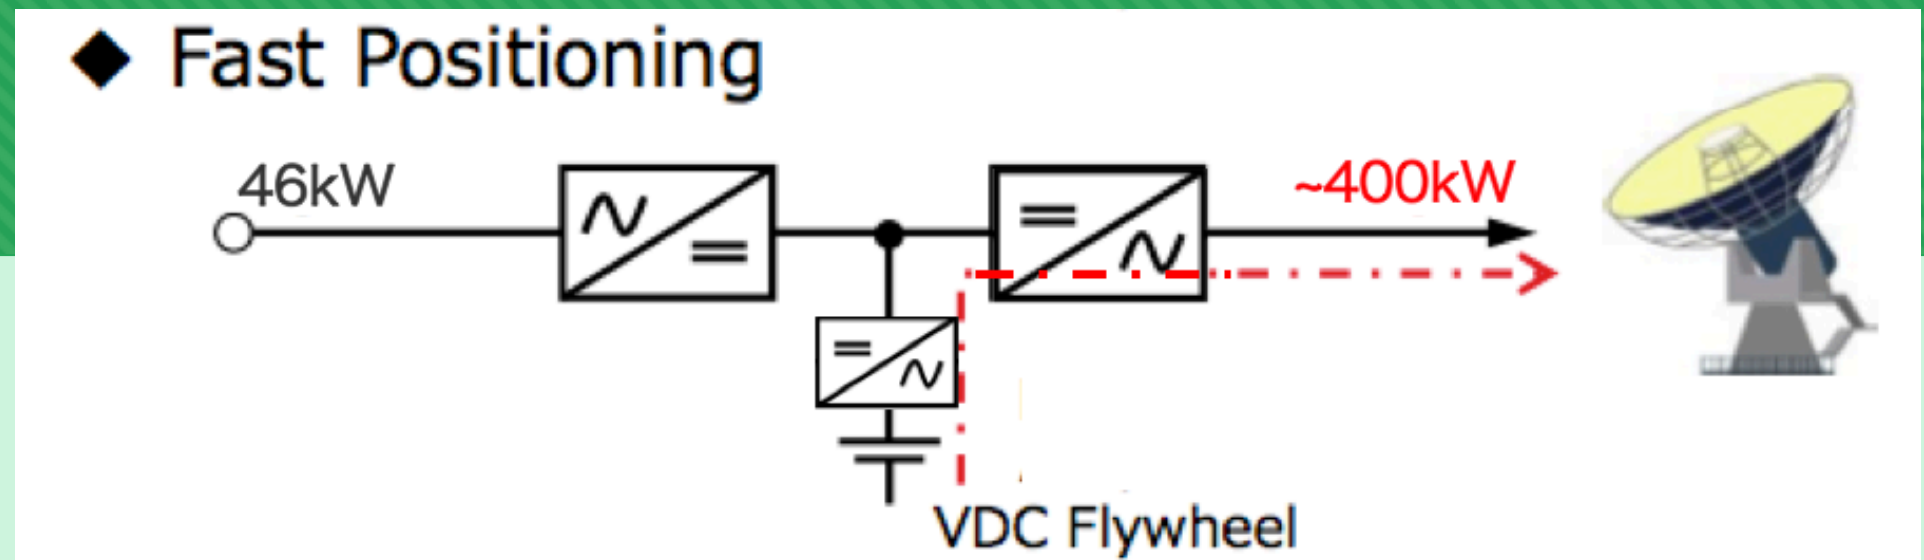 ◆ Fast Positioning
46kW
~400kW
VDC Flywheel